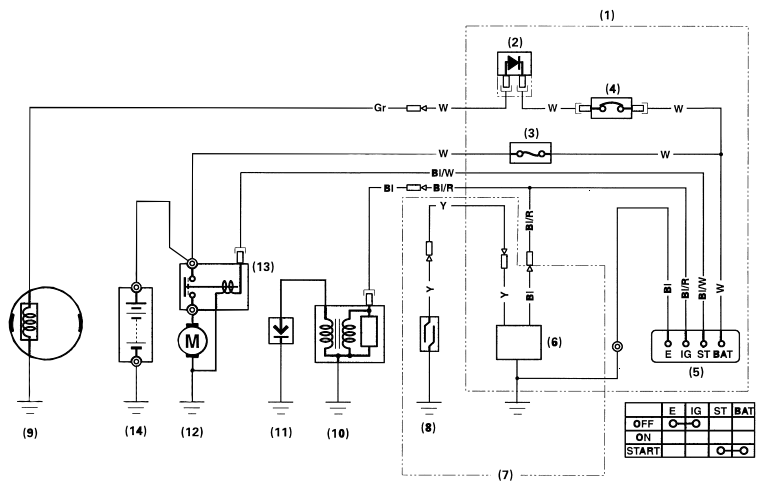 (1)
(2)
(4)
Gr W W W
(3)
W W
Bl/W
Bl Bl/R
Y
Bl/R
(13)
Y Y Bl
Bl Bl/R Bl/W W
M
(6)
E IG ST BAT
(5)
(9) (14) (12) (11) (10) (8)
(7)
E IG ST BAT
OFF
ON
START